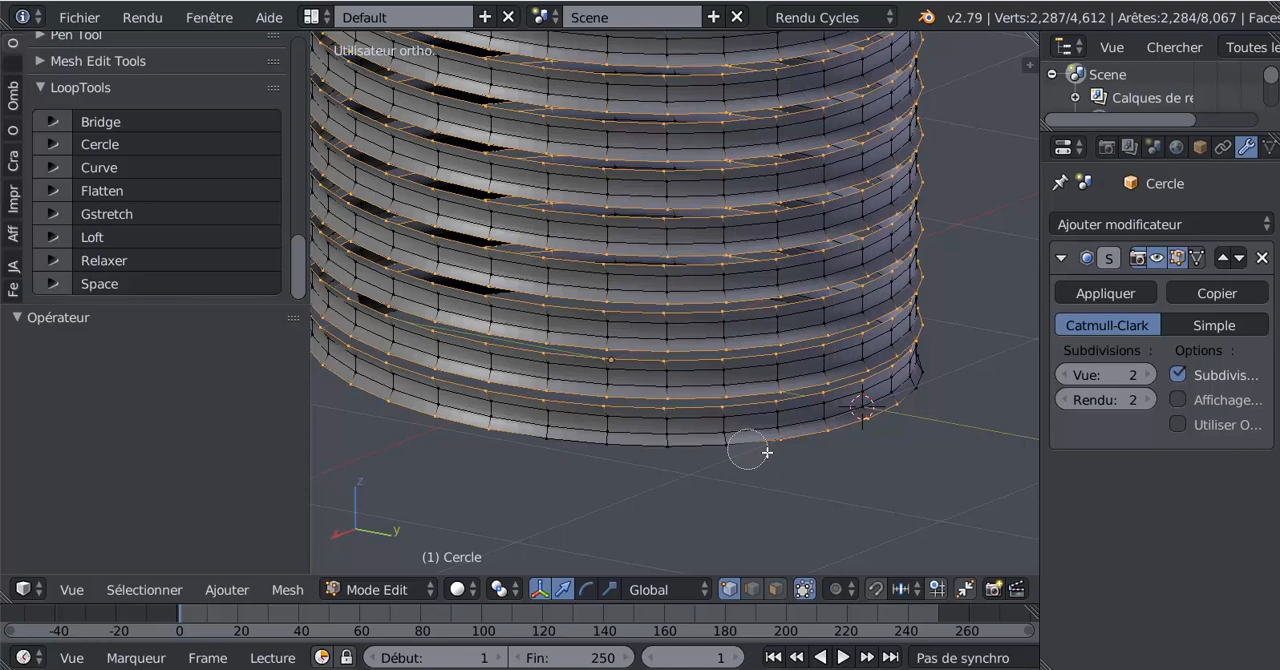 Fichier Rendu Fenêtre Aide Default Scene Rendu Cycles v2.79 | Verts:2,287/4,612 | Arêtes:2,284/8,067 | Faces
Pen Tool
Mesh Edit Tools
LoopTools
Bridge
Cercle
Curve
Flatten
Gstretch
Loft
Relaxer
Space
Opérateur
O
Omb
O
Cra
Impr
Aff
JA
Fe
Utilisateur ortho.
z
y
x
(1) Cercle
Vue Chercher Toutes le
Scene
Calques de re
Cercle
Ajouter modificateur
S
Appliquer Copier
Catmull-Clark Simple
Subdivisions : Options :
Vue: 2 Subdivis...
Rendu: 2 Affichage...
Utiliser O...
Vue Sélectionner Ajouter Mesh Mode Edit Global
-40 -20 0 20 40 60 80 100 120 140 160 180 200 220 240 260
Vue Marqueur Frame Lecture Début: 1 Fin: 250 1 Pas de synchro